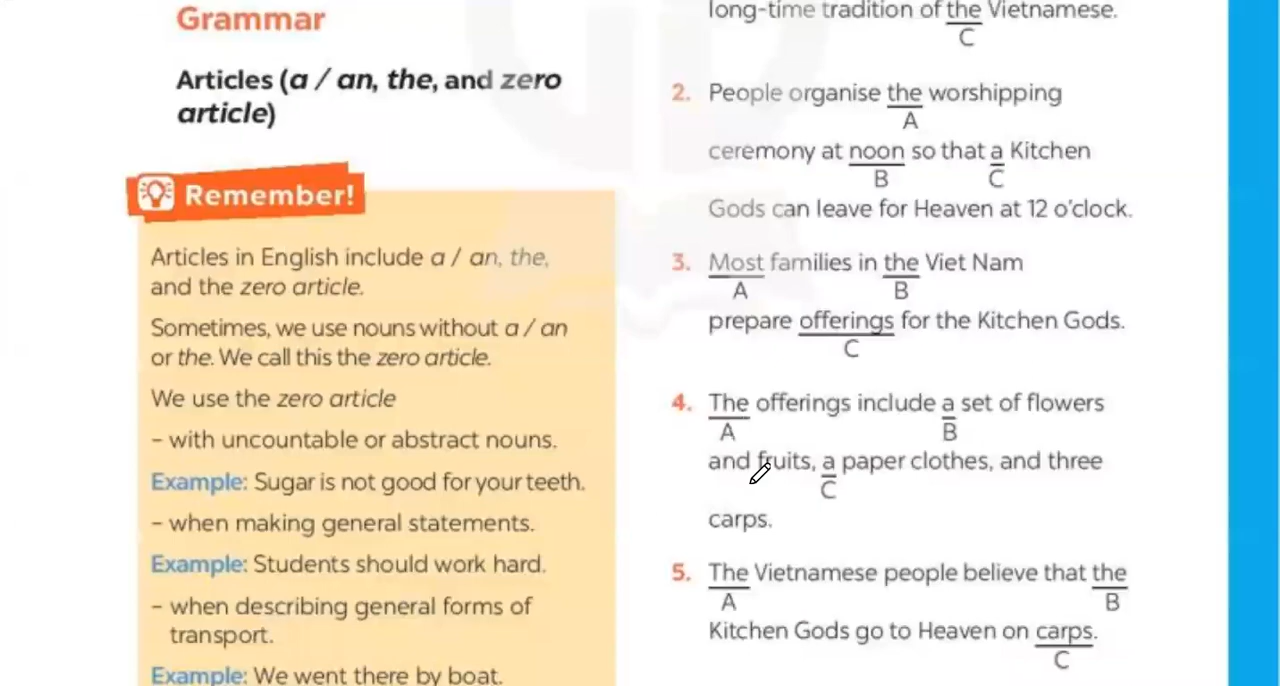 Grammar
Articles (a / an, the, and zero
article)
Remember!
Articles in English include a / an, the,
and the zero article.
Sometimes, we use nouns without a / an
or the. We call this the zero article.
We use the zero article
– with uncountable or abstract nouns.
Example: Sugar is not good for your teeth.
– when making general statements.
Example: Students should work hard.
– when describing general forms of
transport.
Example: We went there by boat.
long-time tradition of the Vietnamese.
C
2. People organise the worshipping
A
ceremony at noon so that a Kitchen
B C
Gods can leave for Heaven at 12 o'clock.
3. Most families in the Viet Nam
A B
prepare offerings for the Kitchen Gods.
C
4. The offerings include a set of flowers
A B
and fruits, a paper clothes, and three
C
carps.
5. The Vietnamese people believe that the
A B
Kitchen Gods go to Heaven on carps.
C